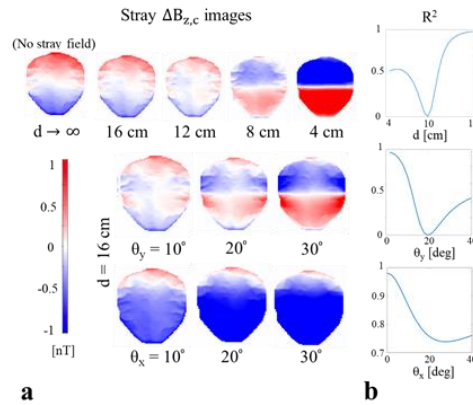 Stray ΔB_z,c images
R²
(No stray field)
d → ∞
16 cm
12 cm
8 cm
4 cm
1
0.5
0
4
10
1
d [cm]
1
0.5
0
-0.5
-1
[nT]
d = 16 cm
θ_y = 10°
20°
30°
1
0.5
0
0
20
40
θ_y [deg]
θ_x = 10°
20°
30°
1
0.9
0.8
0.7
0
20
40
θ_x [deg]
a
b